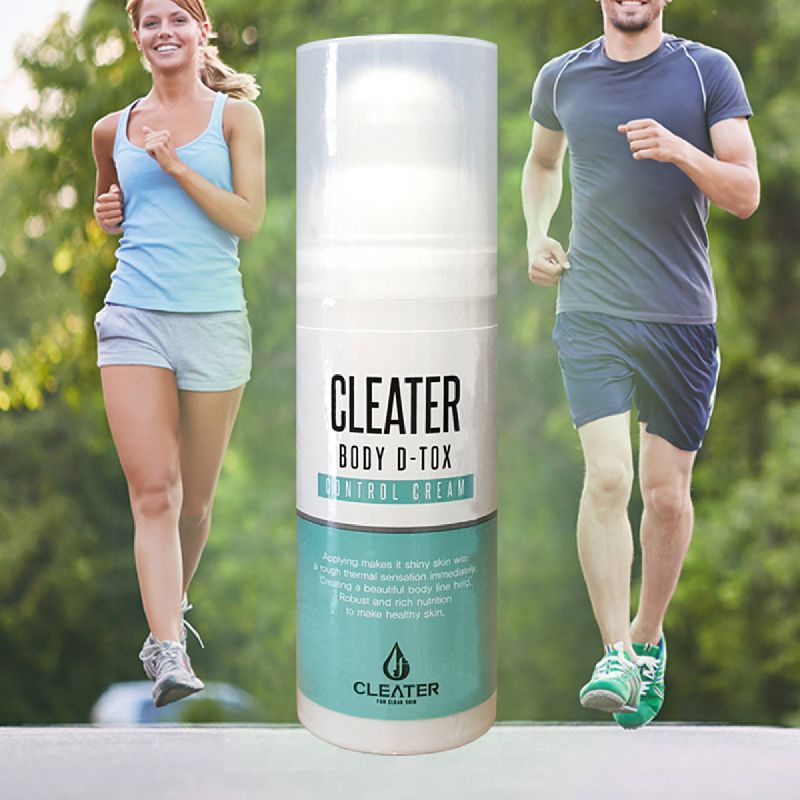 CLEATER
BODY D-TOX
CONTROL CREAM
Applying makes it shiny skin with
a rough thermal sensation immediately.
Creating a beautiful body line help.
Robust and rich nutrition
to make healthy skin.
CLEATER
FOR CLEAR SKIN